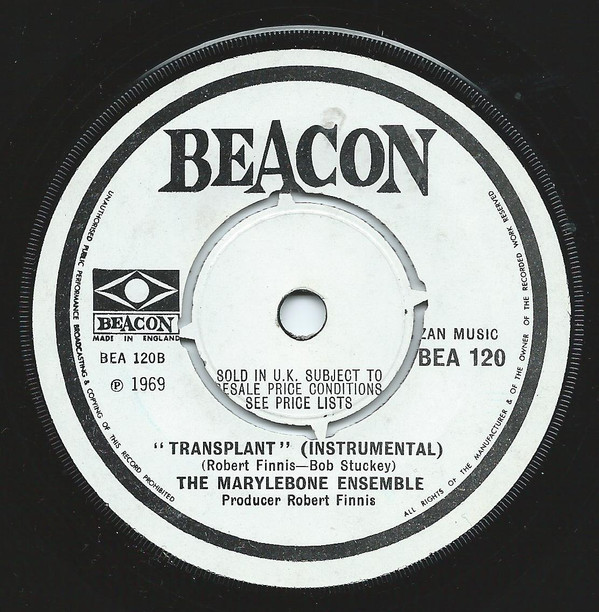 BEACON
BEACON
MADE IN ENGLAND
BEA 120B
℗ 1969
ZAN MUSIC
BEA 120
SOLD IN U.K. SUBJECT TO
RESALE PRICE CONDITIONS
SEE PRICE LISTS
“TRANSPLANT” (INSTRUMENTAL)
(Robert Finnis—Bob Stuckey)
THE MARYLEBONE ENSEMBLE
Producer Robert Finnis
UNAUTHORISED PUBLIC PERFORMANCE BROADCASTING & COPYING OF THIS RECORD PROHIBITED
ALL RIGHTS OF THE MANUFACTURER & OF THE OWNER OF THE RECORDED WORK RESERVED